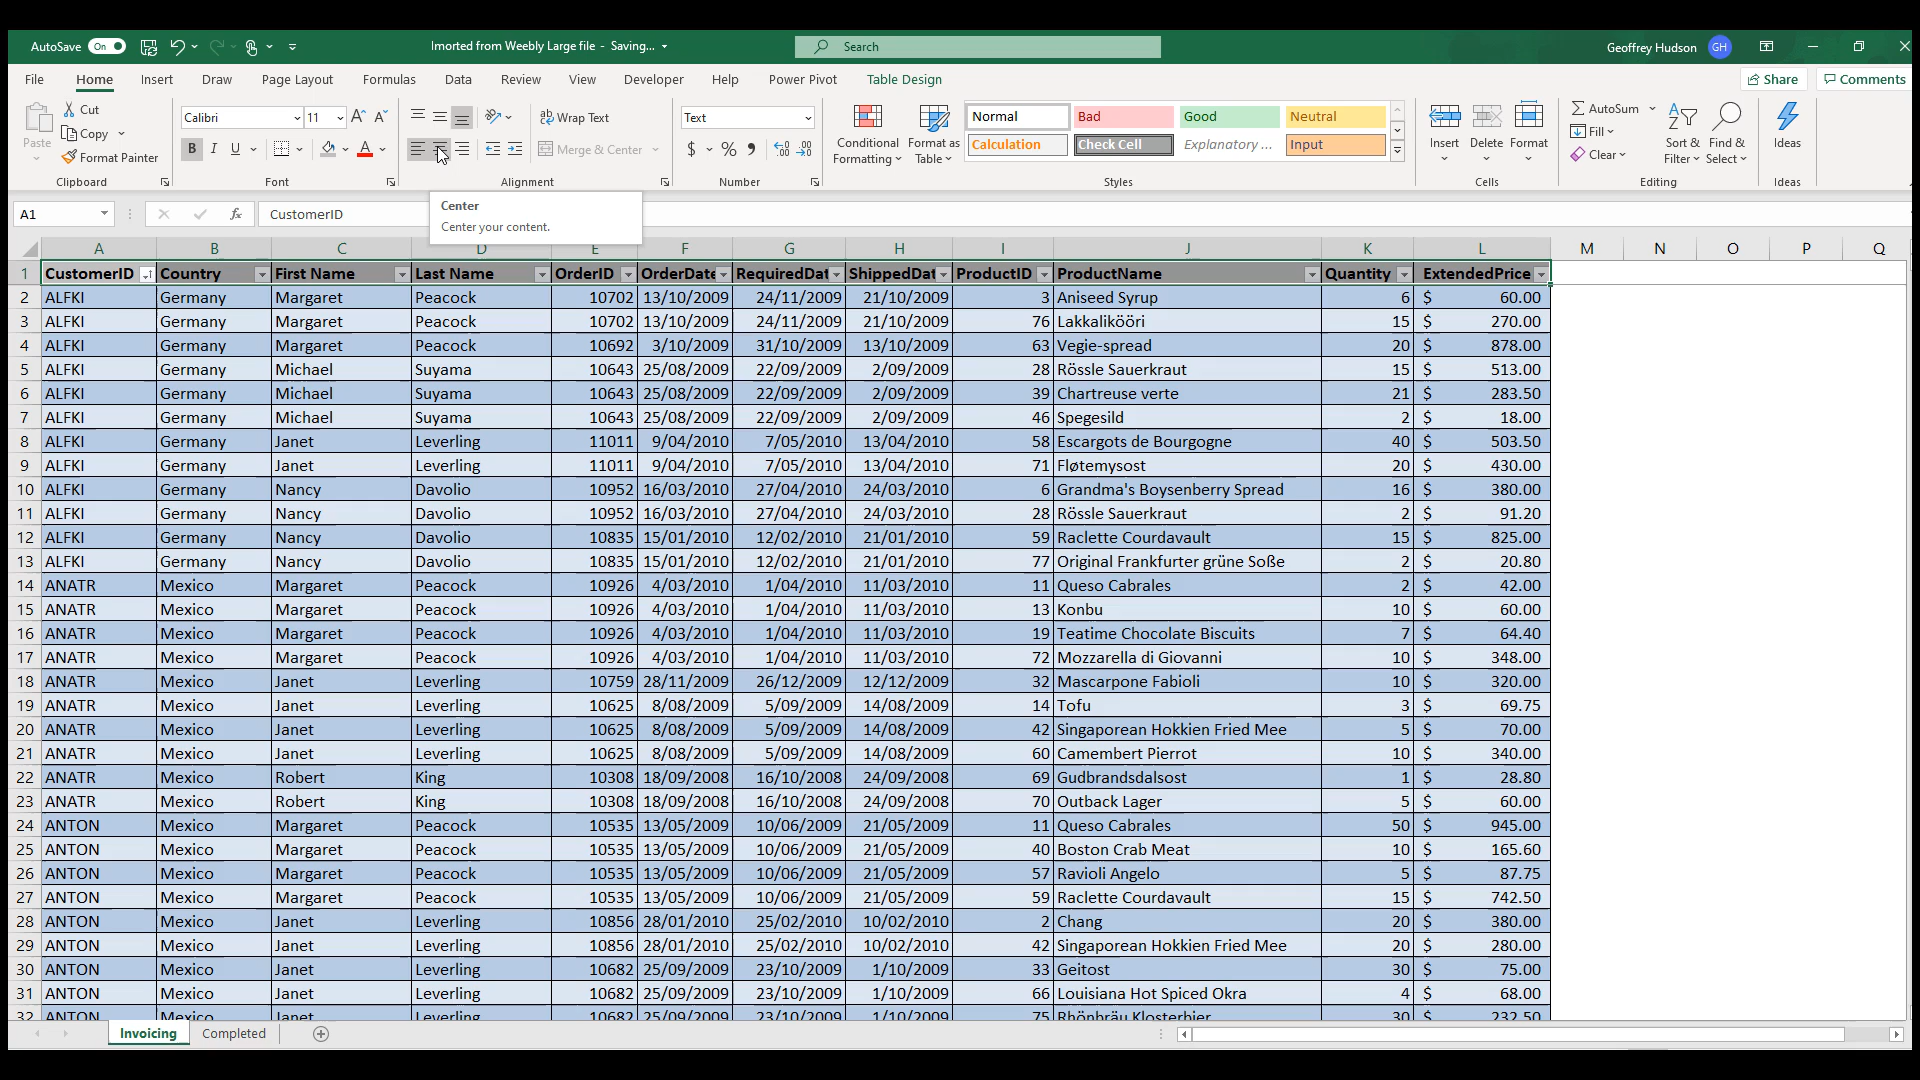 AutoSave On Imorted from Weebly Large file - Saving... Search Geoffrey Hudson GH
File Home Insert Draw Page Layout Formulas Data Review View Developer Help Power Pivot Table Design Share Comments
Paste Cut Copy Format Painter Clipboard
Calibri 11 B I U A Font
Wrap Text Merge & Center Alignment
Text $ % Number
Conditional Formatting Format as Table
Normal Bad Good Neutral
Calculation Check Cell Explanatory ... Input
Styles
Insert Delete Format Cells
AutoSum Fill Clear Sort & Filter Find & Select Editing
Ideas Ideas
A1 fx CustomerID
Center
Center your content.
A B C D E F G H I J K L M N O P Q
1 CustomerID Country First Name Last Name OrderID OrderDate RequiredDat ShippedDat ProductID ProductName Quantity ExtendedPrice
2 ALFKI Germany Margaret Peacock 10702 13/10/2009 24/11/2009 21/10/2009 3 Aniseed Syrup 6 $ 60.00
3 ALFKI Germany Margaret Peacock 10702 13/10/2009 24/11/2009 21/10/2009 76 Lakkalikööri 15 $ 270.00
4 ALFKI Germany Margaret Peacock 10692 3/10/2009 31/10/2009 13/10/2009 63 Vegie-spread 20 $ 878.00
5 ALFKI Germany Michael Suyama 10643 25/08/2009 22/09/2009 2/09/2009 28 Rössle Sauerkraut 15 $ 513.00
6 ALFKI Germany Michael Suyama 10643 25/08/2009 22/09/2009 2/09/2009 39 Chartreuse verte 21 $ 283.50
7 ALFKI Germany Michael Suyama 10643 25/08/2009 22/09/2009 2/09/2009 46 Spegesild 2 $ 18.00
8 ALFKI Germany Janet Leverling 11011 9/04/2010 7/05/2010 13/04/2010 58 Escargots de Bourgogne 40 $ 503.50
9 ALFKI Germany Janet Leverling 11011 9/04/2010 7/05/2010 13/04/2010 71 Fløtemysost 20 $ 430.00
10 ALFKI Germany Nancy Davolio 10952 16/03/2010 27/04/2010 24/03/2010 6 Grandma's Boysenberry Spread 16 $ 380.00
11 ALFKI Germany Nancy Davolio 10952 16/03/2010 27/04/2010 24/03/2010 28 Rössle Sauerkraut 2 $ 91.20
12 ALFKI Germany Nancy Davolio 10835 15/01/2010 12/02/2010 21/01/2010 59 Raclette Courdavault 15 $ 825.00
13 ALFKI Germany Nancy Davolio 10835 15/01/2010 12/02/2010 21/01/2010 77 Original Frankfurter grüne Soße 2 $ 20.80
14 ANATR Mexico Margaret Peacock 10926 4/03/2010 1/04/2010 11/03/2010 11 Queso Cabrales 2 $ 42.00
15 ANATR Mexico Margaret Peacock 10926 4/03/2010 1/04/2010 11/03/2010 13 Konbu 10 $ 60.00
16 ANATR Mexico Margaret Peacock 10926 4/03/2010 1/04/2010 11/03/2010 19 Teatime Chocolate Biscuits 7 $ 64.40
17 ANATR Mexico Margaret Peacock 10926 4/03/2010 1/04/2010 11/03/2010 72 Mozzarella di Giovanni 10 $ 348.00
18 ANATR Mexico Janet Leverling 10759 28/11/2009 26/12/2009 12/12/2009 32 Mascarpone Fabioli 10 $ 320.00
19 ANATR Mexico Janet Leverling 10625 8/08/2009 5/09/2009 14/08/2009 14 Tofu 3 $ 69.75
20 ANATR Mexico Janet Leverling 10625 8/08/2009 5/09/2009 14/08/2009 42 Singaporean Hokkien Fried Mee 5 $ 70.00
21 ANATR Mexico Janet Leverling 10625 8/08/2009 5/09/2009 14/08/2009 60 Camembert Pierrot 10 $ 340.00
22 ANATR Mexico Robert King 10308 18/09/2008 16/10/2008 24/09/2008 69 Gudbrandsdalsost 1 $ 28.80
23 ANATR Mexico Robert King 10308 18/09/2008 16/10/2008 24/09/2008 70 Outback Lager 5 $ 60.00
24 ANTON Mexico Margaret Peacock 10535 13/05/2009 10/06/2009 21/05/2009 11 Queso Cabrales 50 $ 945.00
25 ANTON Mexico Margaret Peacock 10535 13/05/2009 10/06/2009 21/05/2009 40 Boston Crab Meat 10 $ 165.60
26 ANTON Mexico Margaret Peacock 10535 13/05/2009 10/06/2009 21/05/2009 57 Ravioli Angelo 5 $ 87.75
27 ANTON Mexico Margaret Peacock 10535 13/05/2009 10/06/2009 21/05/2009 59 Raclette Courdavault 15 $ 742.50
28 ANTON Mexico Janet Leverling 10856 28/01/2010 25/02/2010 10/02/2010 2 Chang 20 $ 380.00
29 ANTON Mexico Janet Leverling 10856 28/01/2010 25/02/2010 10/02/2010 42 Singaporean Hokkien Fried Mee 20 $ 280.00
30 ANTON Mexico Janet Leverling 10682 25/09/2009 23/10/2009 1/10/2009 33 Geitost 30 $ 75.00
31 ANTON Mexico Janet Leverling 10682 25/09/2009 23/10/2009 1/10/2009 66 Louisiana Hot Spiced Okra 4 $ 68.00
32 ANTON Mexico Janet Leverling 10682 25/09/2009 23/10/2009 1/10/2009 75 Rhönbräu Klosterbier 30 $ 232.50
Invoicing Completed